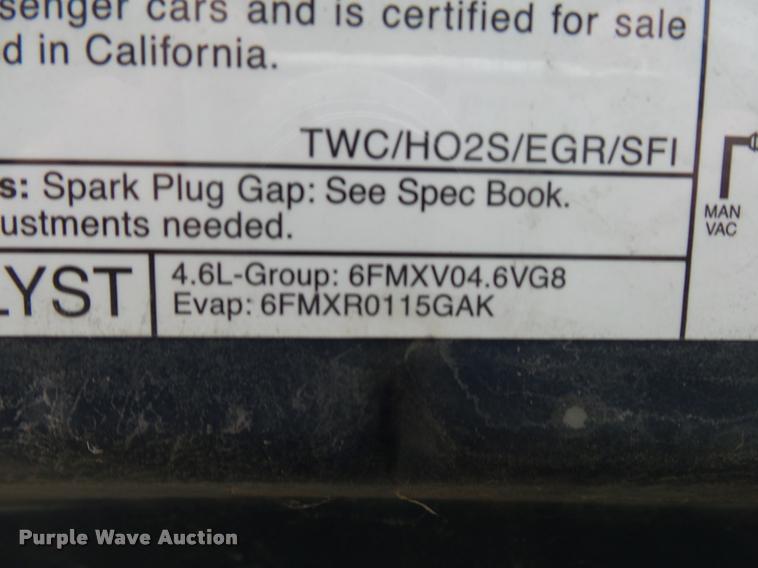 senger cars and is certified for sale
d in California.
TWC/HO2S/EGR/SFI
s: Spark Plug Gap: See Spec Book.
ustments needed.
LYST
4.6L-Group: 6FMXV04.6VG8
Evap: 6FMXR0115GAK
MAN
VAC
Purple Wave Auction